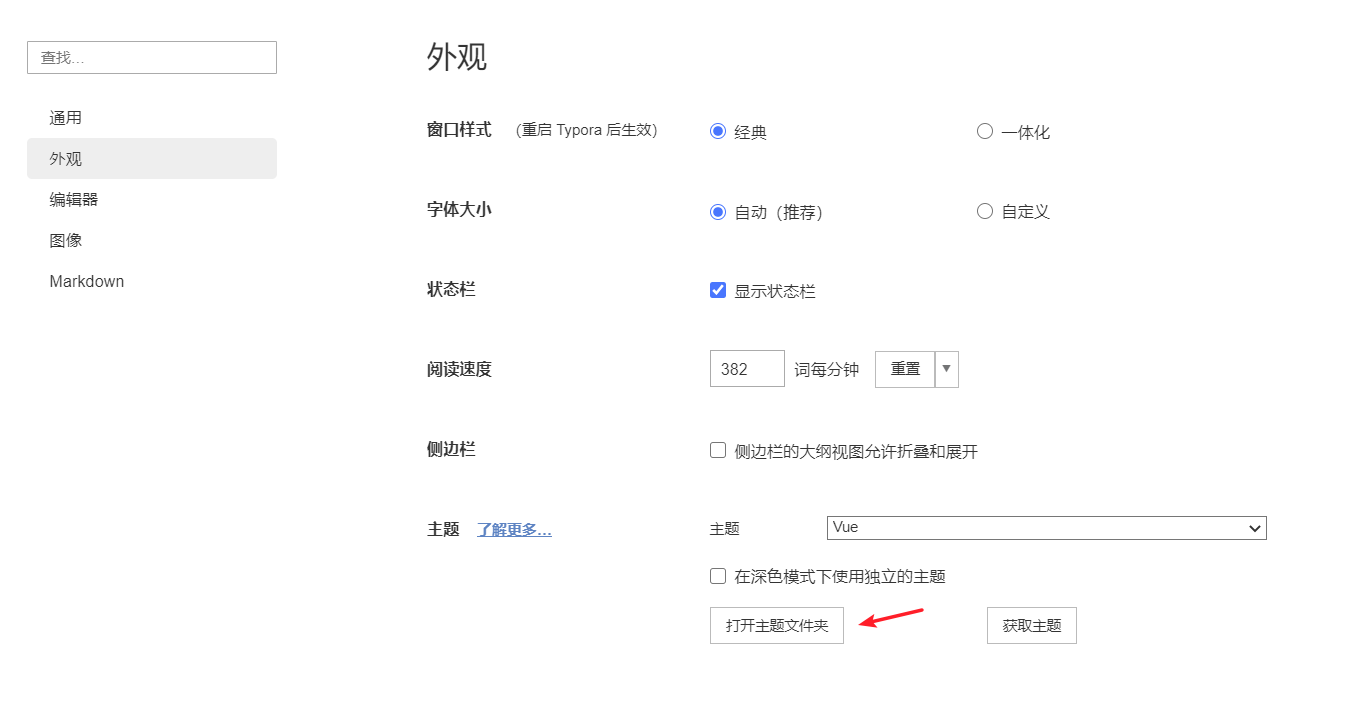 查找...
通用
外观
编辑器
图像
Markdown
外观
窗口样式 (重启 Typora 后生效) 经典 一体化
字体大小 自动（推荐） 自定义
状态栏 显示状态栏
阅读速度 382 词每分钟 重置
侧边栏 侧边栏的大纲视图允许折叠和展开
主题 了解更多... 主题 Vue
在深色模式下使用独立的主题
打开主题文件夹 获取主题